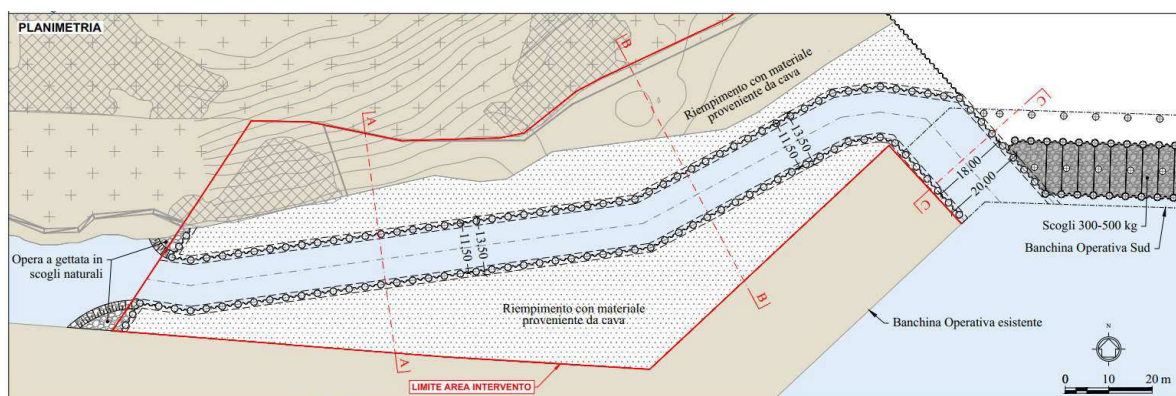 PLANIMETRIA
B
Riempimento con materiale
proveniente da cava
A
C
13,50
11,50
18,00
20,00
C
Scogli 300-500 kg
Banchina Operativa Sud
Opera a gettata in
scogli naturali
13,50
11,50
B
Riempimento con materiale
proveniente da cava
Banchina Operativa esistente
N
A
LIMITE AREA INTERVENTO
0 10 20 m